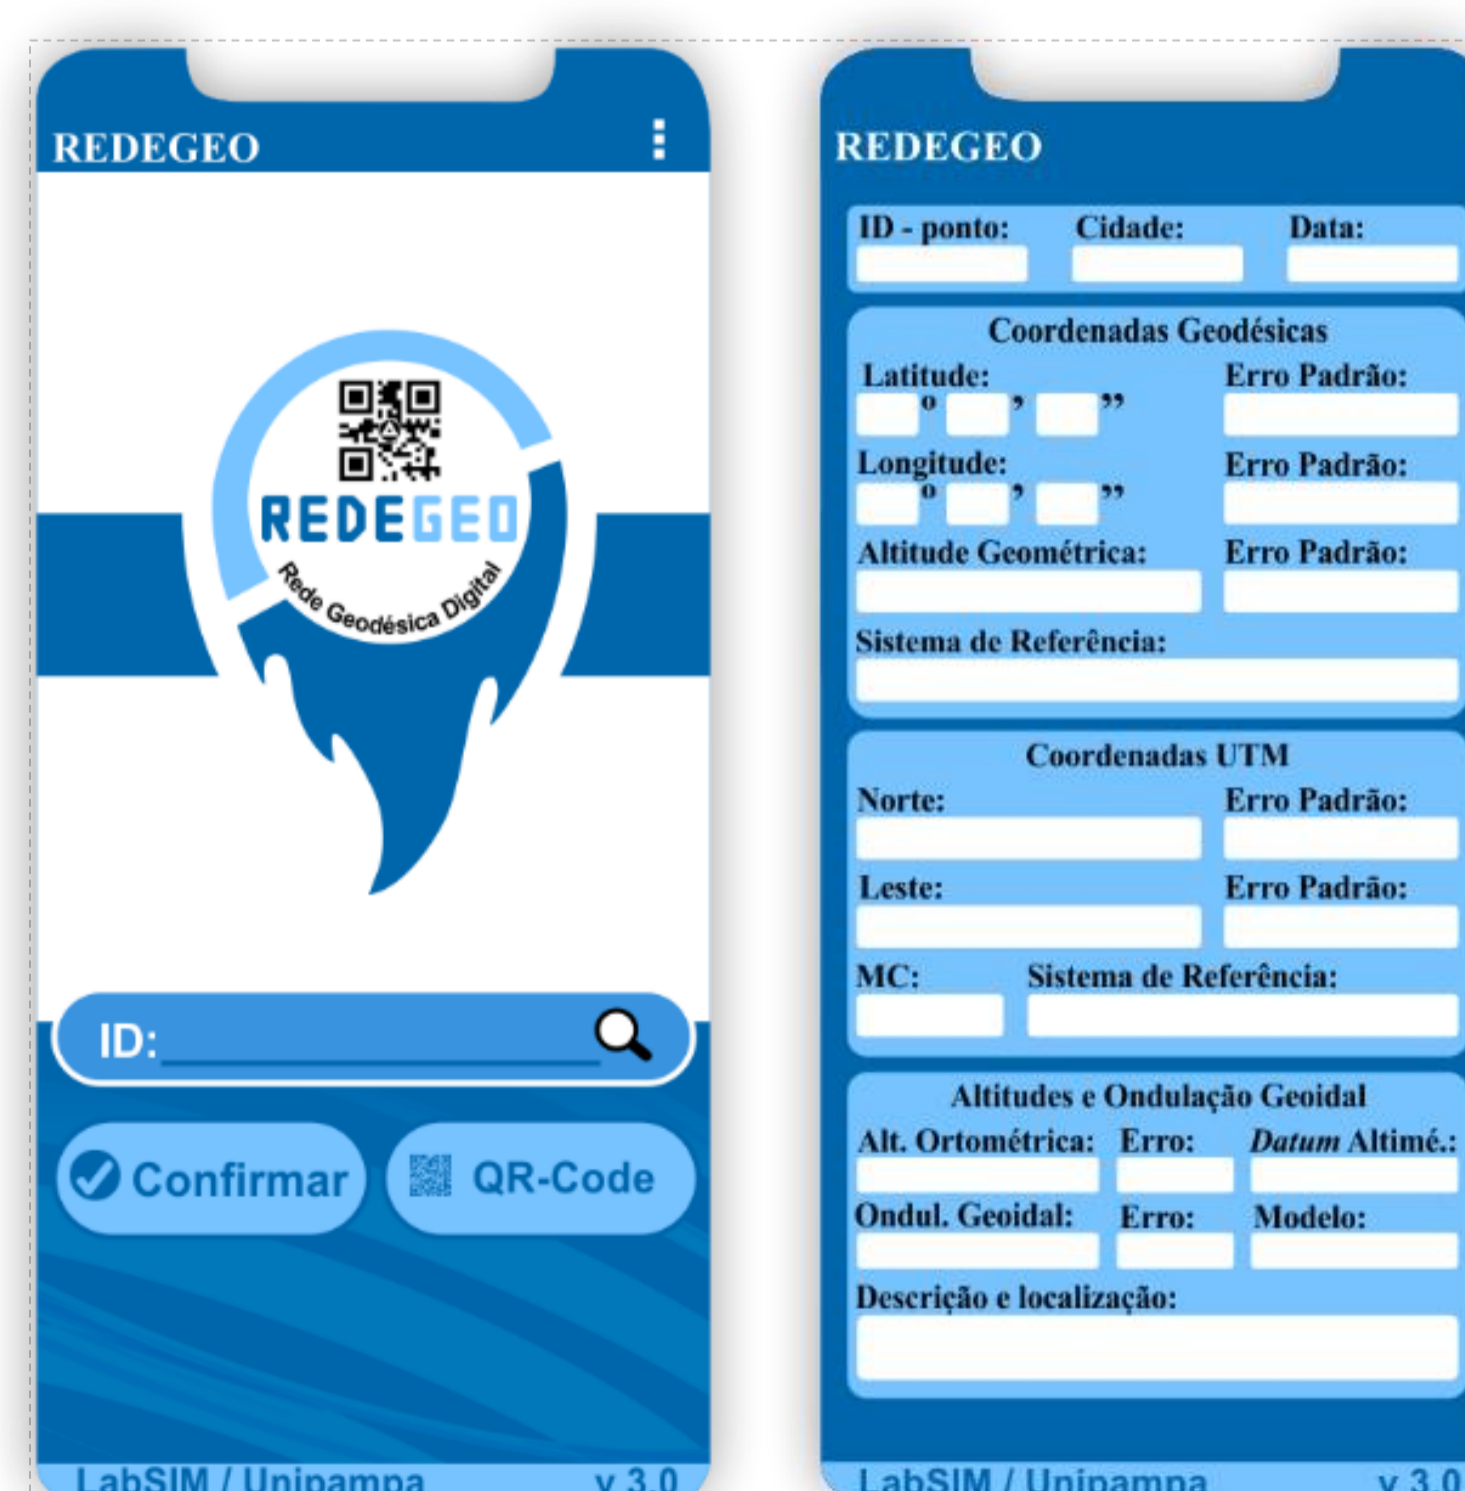 REDEGEO
REDEGEO
Rede Geodésica Digital
ID:
Confirmar
QR-Code
LabSIM / Unipampa v 3.0
REDEGEO
ID - ponto: Cidade: Data:
Coordenadas Geodésicas
Latitude: Erro Padrão:
º ’ ”
Longitude: Erro Padrão:
º ’ ”
Altitude Geométrica: Erro Padrão:
Sistema de Referência:
Coordenadas UTM
Norte: Erro Padrão:
Leste: Erro Padrão:
MC: Sistema de Referência:
Altitudes e Ondulação Geoidal
Alt. Ortométrica: Erro: Datum Altimé.:
Ondul. Geoidal: Erro: Modelo:
Descrição e localização:
LabSIM / Unipampa v 3.0